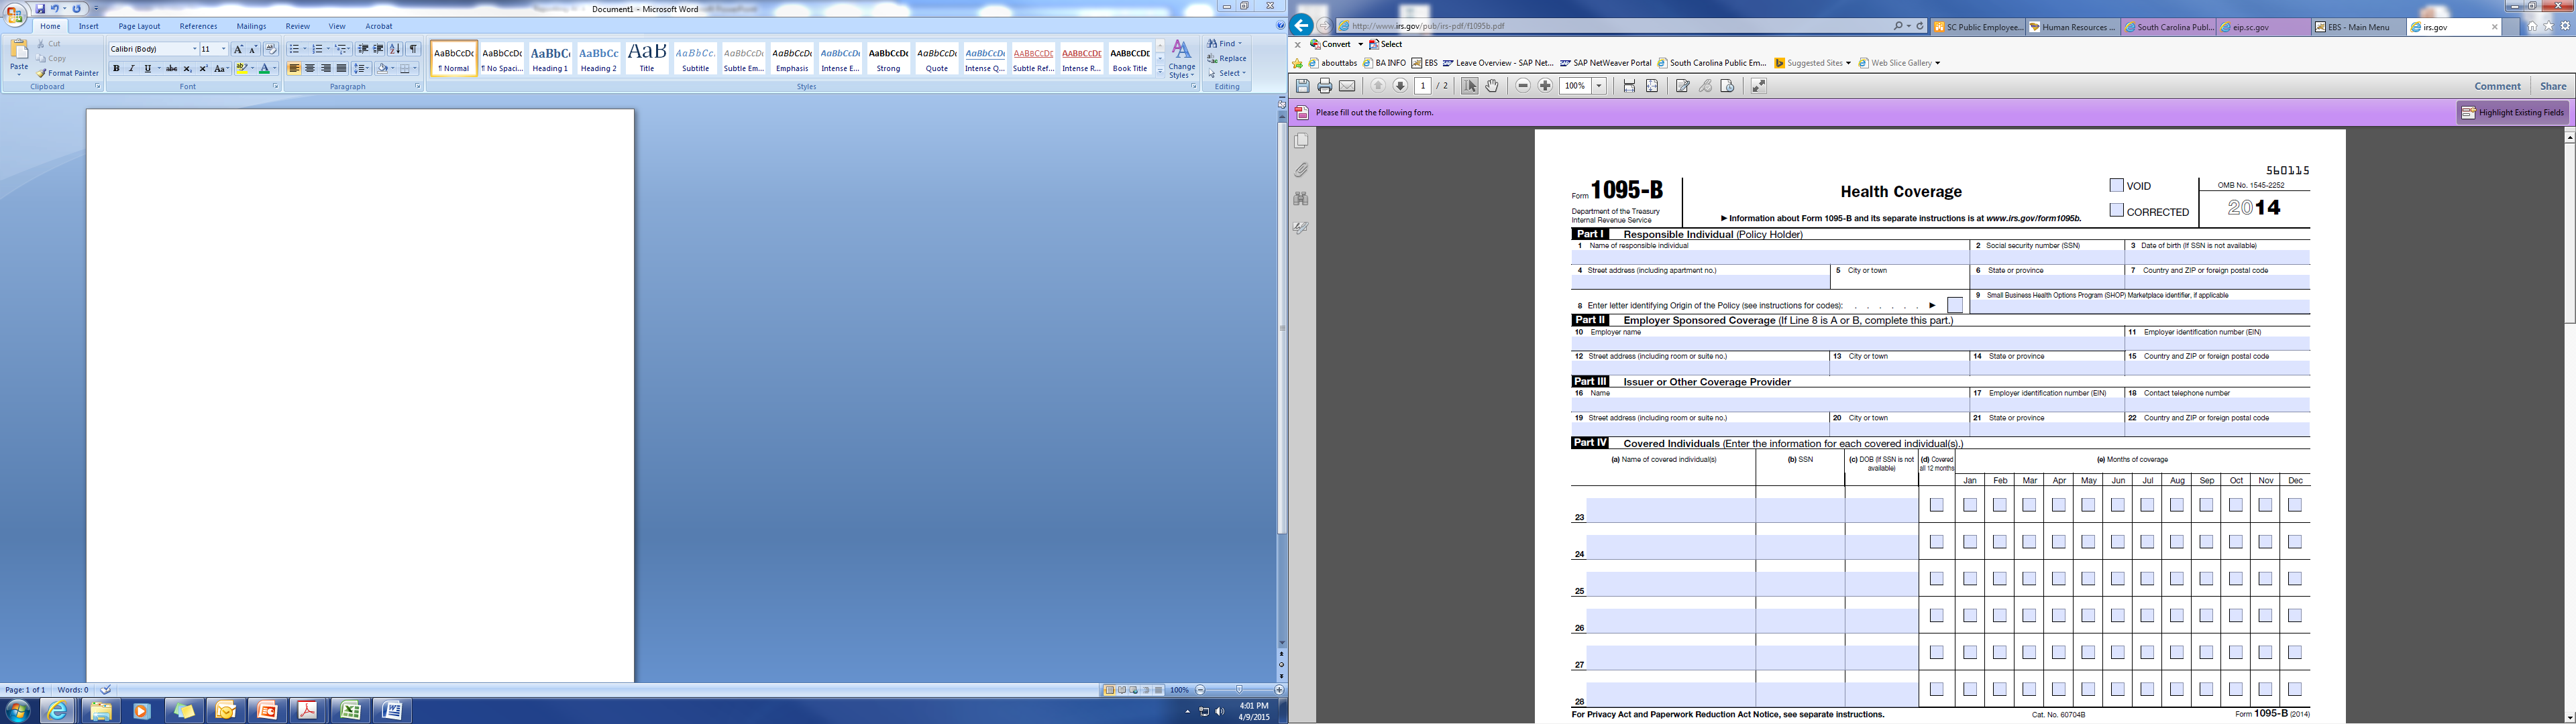 Document1 - Microsoft Word
Home Insert Page Layout References Mailings Review View Acrobat
Paste
Cut
Copy
Format Painter
Clipboard
Calibri (Body) 11
Font
Paragraph
AaBbCcDc AaBbCcDc AaBbC AaBbCc AaB AaBbCc. AaBbCcDc AaBbCcDc AaBbCcDc AaBbCcDc AaBbCcDc AaBbCcDc AABBCCDC AABBCCDC AABBCCDC
¶ Normal ¶ No Spaci... Heading 1 Heading 2 Title Subtitle Subtle Em... Emphasis Intense E... Strong Quote Intense Q... Subtle Ref... Intense R... Book Title
Styles
Change Styles
Find
Replace
Select
Editing
Page: 1 of 1 Words: 0
100%
4:01 PM
4/9/2015
http://www.irs.gov/pub/irs-pdf/f1095b.pdf
SC Public Employee... Human Resources ... South Carolina Publ... eip.sc.gov EBS - Main Menu irs.gov
x Convert Select
abouttabs BA INFO EBS Leave Overview - SAP Net... SAP NetWeaver Portal South Carolina Public Em... Suggested Sites Web Slice Gallery
1 / 2 100% Comment Share
Please fill out the following form. Highlight Existing Fields
560115
Form 1095-B
Department of the Treasury
Internal Revenue Service
Health Coverage
▶ Information about Form 1095-B and its separate instructions is at www.irs.gov/form1095b.
VOID
CORRECTED
OMB No. 1545-2252
2014
Part I Responsible Individual (Policy Holder)
1 Name of responsible individual 2 Social security number (SSN) 3 Date of birth (If SSN is not available)
4 Street address (including apartment no.) 5 City or town 6 State or province 7 Country and ZIP or foreign postal code
8 Enter letter identifying Origin of the Policy (see instructions for codes): . . . . . . ▶ 9 Small Business Health Options Program (SHOP) Marketplace identifier, if applicable
Part II Employer Sponsored Coverage (If Line 8 is A or B, complete this part.)
10 Employer name 11 Employer identification number (EIN)
12 Street address (including room or suite no.) 13 City or town 14 State or province 15 Country and ZIP or foreign postal code
Part III Issuer or Other Coverage Provider
16 Name 17 Employer identification number (EIN) 18 Contact telephone number
19 Street address (including room or suite no.) 20 City or town 21 State or province 22 Country and ZIP or foreign postal code
Part IV Covered Individuals (Enter the information for each covered individual(s).)
(a) Name of covered individual(s) (b) SSN (c) DOB (If SSN is not available) (d) Covered all 12 months (e) Months of coverage
Jan Feb Mar Apr May Jun Jul Aug Sep Oct Nov Dec
23
24
25
26
27
28
For Privacy Act and Paperwork Reduction Act Notice, see separate instructions. Cat. No. 60704B Form 1095-B (2014)